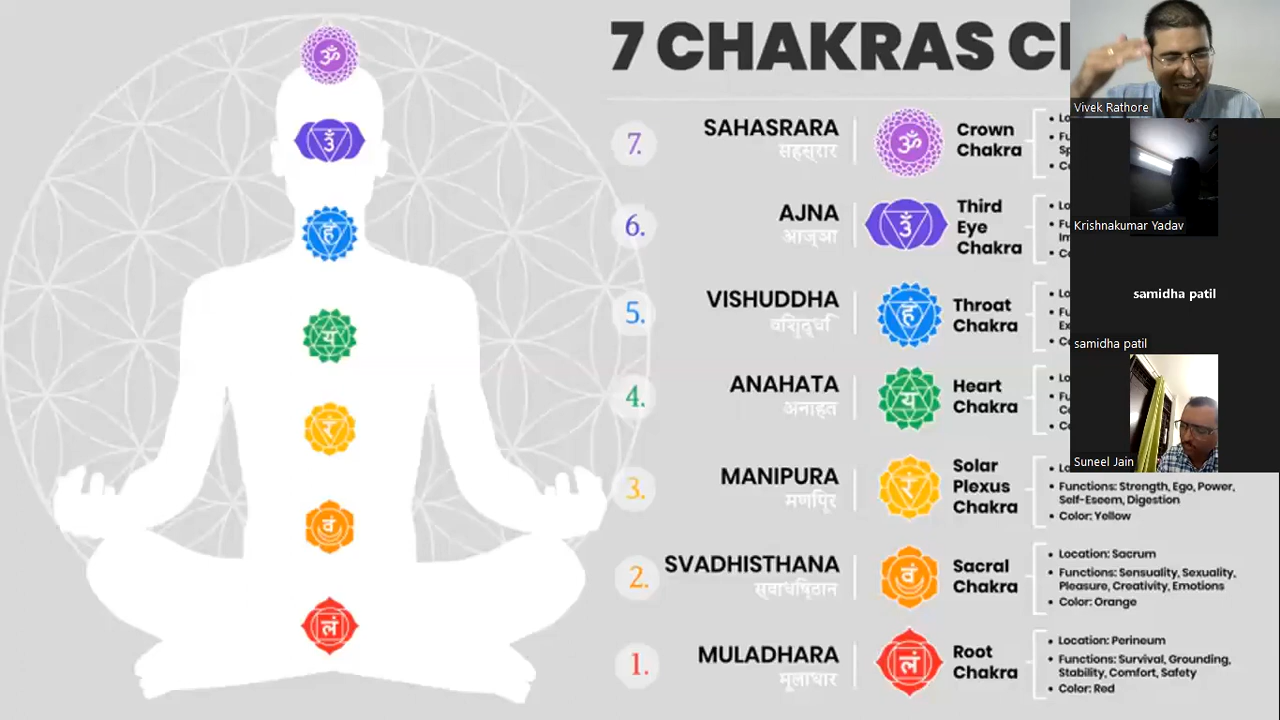 7 CHAKRAS C
ॐ
ॐ
हं
यं
रं
वं
लं
7.
SAHASRARA
सहस्रार
ॐ
Crown
Chakra
6.
AJNA
आज्ञा
ॐ
Third
Eye
Chakra
5.
VISHUDDHA
हं
Throat
Chakra
4.
ANAHATA
अनाहत
यं
Heart
Chakra
3.
MANIPURA
रं
Solar
Plexus
Chakra
• Functions: Strength, Ego, Power,
Self-Eseem, Digestion
• Color: Yellow
2.
SVADHISTHANA
वं
Sacral
Chakra
• Location: Sacrum
• Functions: Sensuality, Sexuality,
Pleasure, Creativity, Emotions
• Color: Orange
1.
MULADHARA
मूलाधार
लं
Root
Chakra
• Location: Perineum
• Functions: Survival, Grounding,
Stability, Comfort, Safety
• Color: Red
Vivek Rathore
Krishnakumar Yadav
samidha patil
samidha patil
Suneel Jain